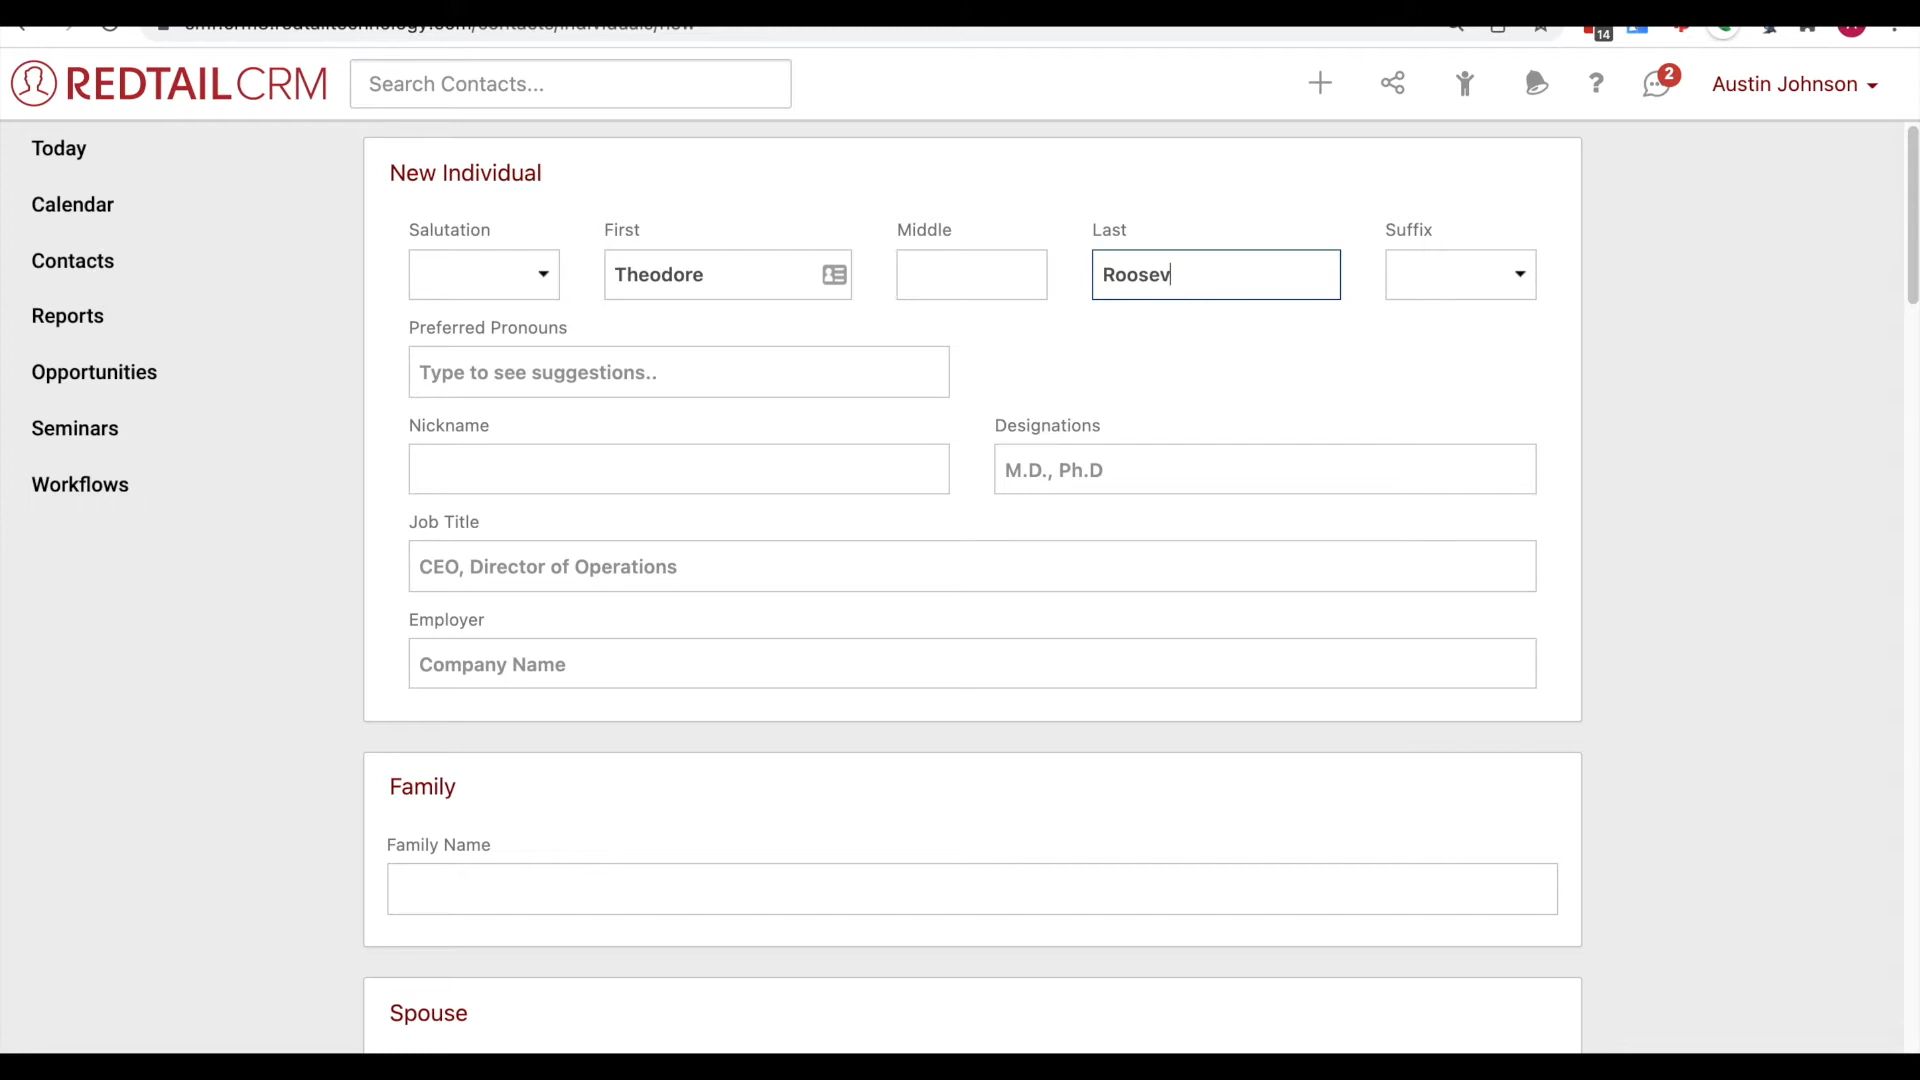 14
REDTAILCRM
Search Contacts...
?
2
Austin Johnson
Today
Calendar
Contacts
Reports
Opportunities
Seminars
Workflows
New Individual
Salutation First Middle Last Suffix
Theodore Roosev
Preferred Pronouns
Type to see suggestions..
Nickname Designations
M.D., Ph.D
Job Title
CEO, Director of Operations
Employer
Company Name
Family
Family Name
Spouse